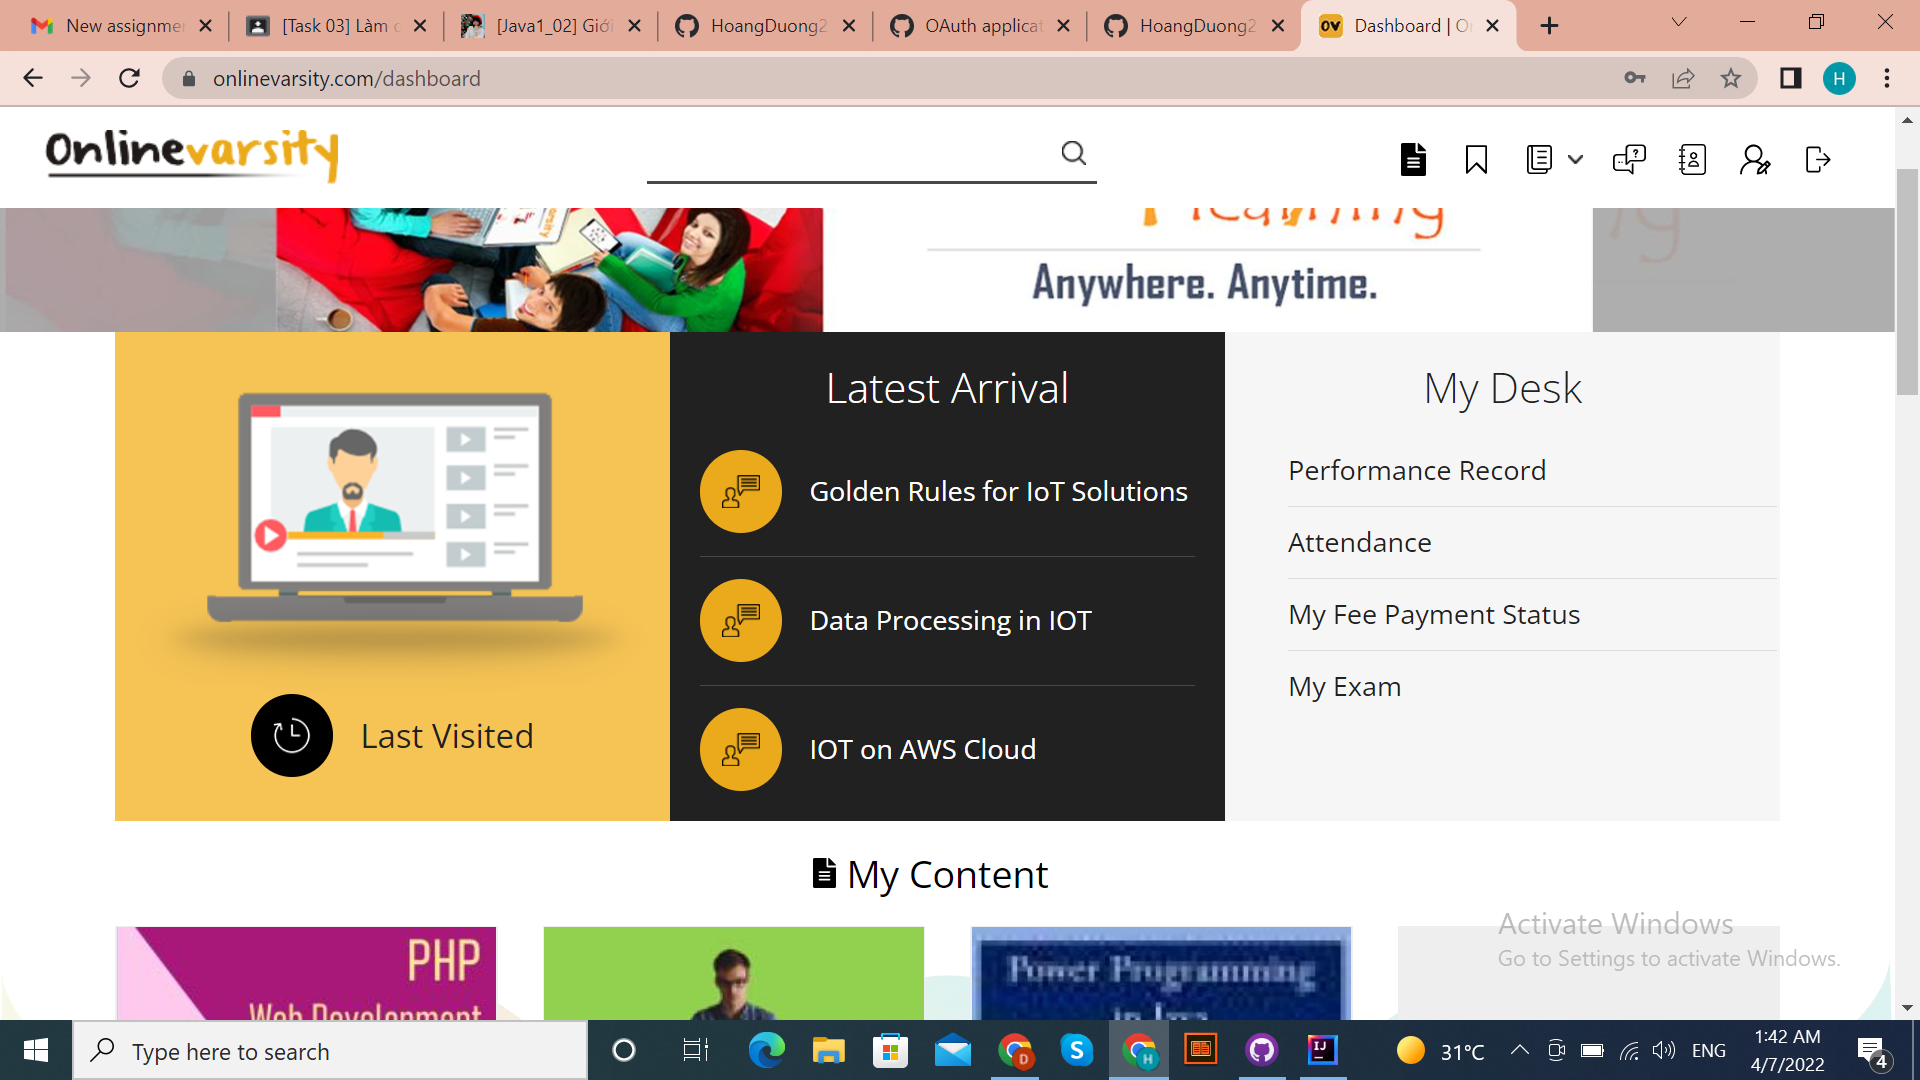 New assignme
[Task 03] Làm
[Java1_02] Giới
HoangDuong2
OAuth applicat
HoangDuong2
OV
Dashboard | O
onlinevarsity.com/dashboard
H
Onlinevarsity
Anywhere. Anytime.
Latest Arrival
Golden Rules for IoT Solutions
Data Processing in IOT
IOT on AWS Cloud
My Desk
Performance Record
Attendance
My Fee Payment Status
My Exam
Last Visited
My Content
PHP
Web Development
Power Programming
in Java
Activate Windows
Go to Settings to activate Windows.
Type here to search
D
S
H
IJ
31°C
ENG
1:42 AM
4/7/2022
4